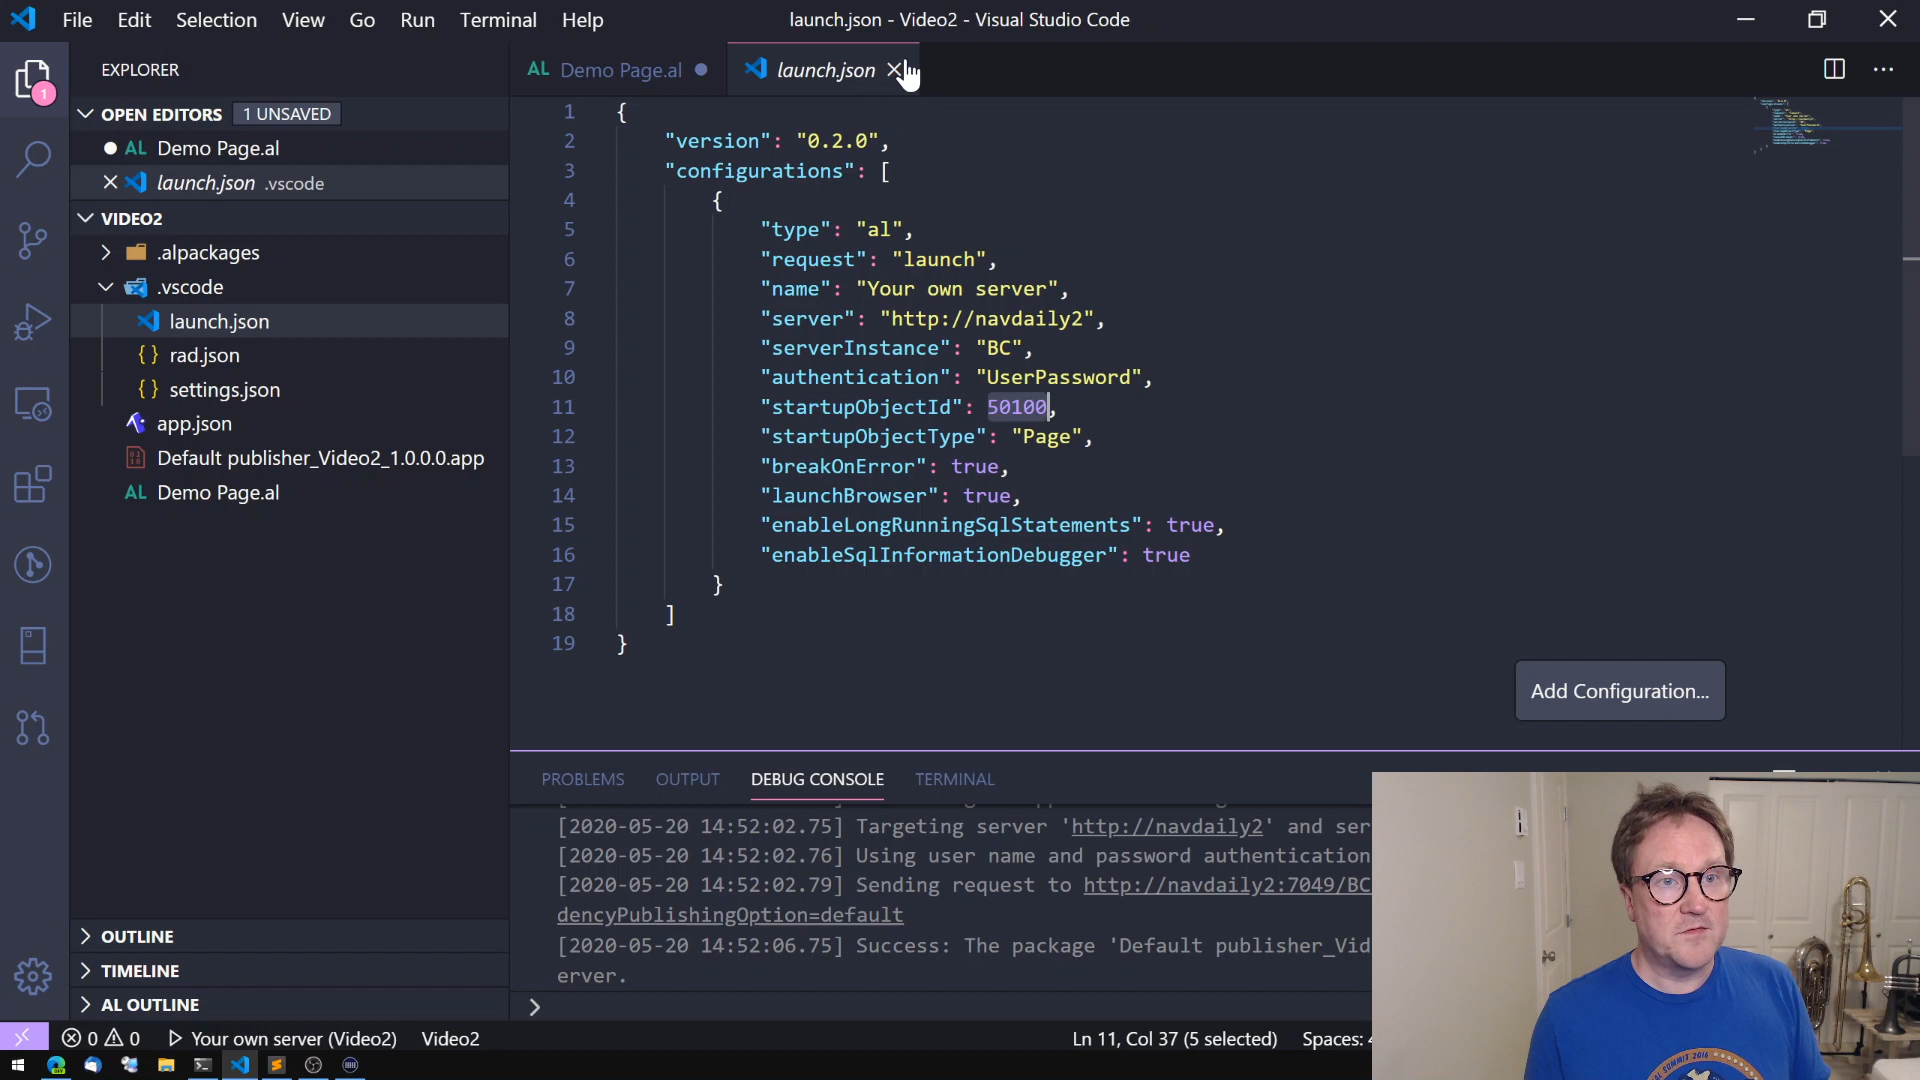 File Edit Selection View Go Run Terminal Help
launch.json - Video2 - Visual Studio Code
EXPLORER
1
OPEN EDITORS 1 UNSAVED
AL Demo Page.al
launch.json .vscode
VIDEO2
.alpackages
.vscode
launch.json
{ } rad.json
{ } settings.json
app.json
Default publisher_Video2_1.0.0.0.app
AL Demo Page.al
OUTLINE
TIMELINE
AL OUTLINE
AL Demo Page.al
launch.json
1 {
2 "version": "0.2.0",
3 "configurations": [
4 {
5 "type": "al",
6 "request": "launch",
7 "name": "Your own server",
8 "server": "http://navdaily2",
9 "serverInstance": "BC",
10 "authentication": "UserPassword",
11 "startupObjectId": 50100,
12 "startupObjectType": "Page",
13 "breakOnError": true,
14 "launchBrowser": true,
15 "enableLongRunningSqlStatements": true,
16 "enableSqlInformationDebugger": true
17 }
18 ]
19 }
Add Configuration...
PROBLEMS OUTPUT DEBUG CONSOLE TERMINAL
[2020-05-20 14:52:02.75] Targeting server 'http://navdaily2' and ser
[2020-05-20 14:52:02.76] Using user name and password authentication
[2020-05-20 14:52:02.79] Sending request to http://navdaily2:7049/BC
dencyPublishingOption=default
[2020-05-20 14:52:06.75] Success: The package 'Default publisher_Vid
erver.
0 0 Your own server (Video2) Video2 Ln 11, Col 37 (5 selected) Spaces:
SUMMIT 2016